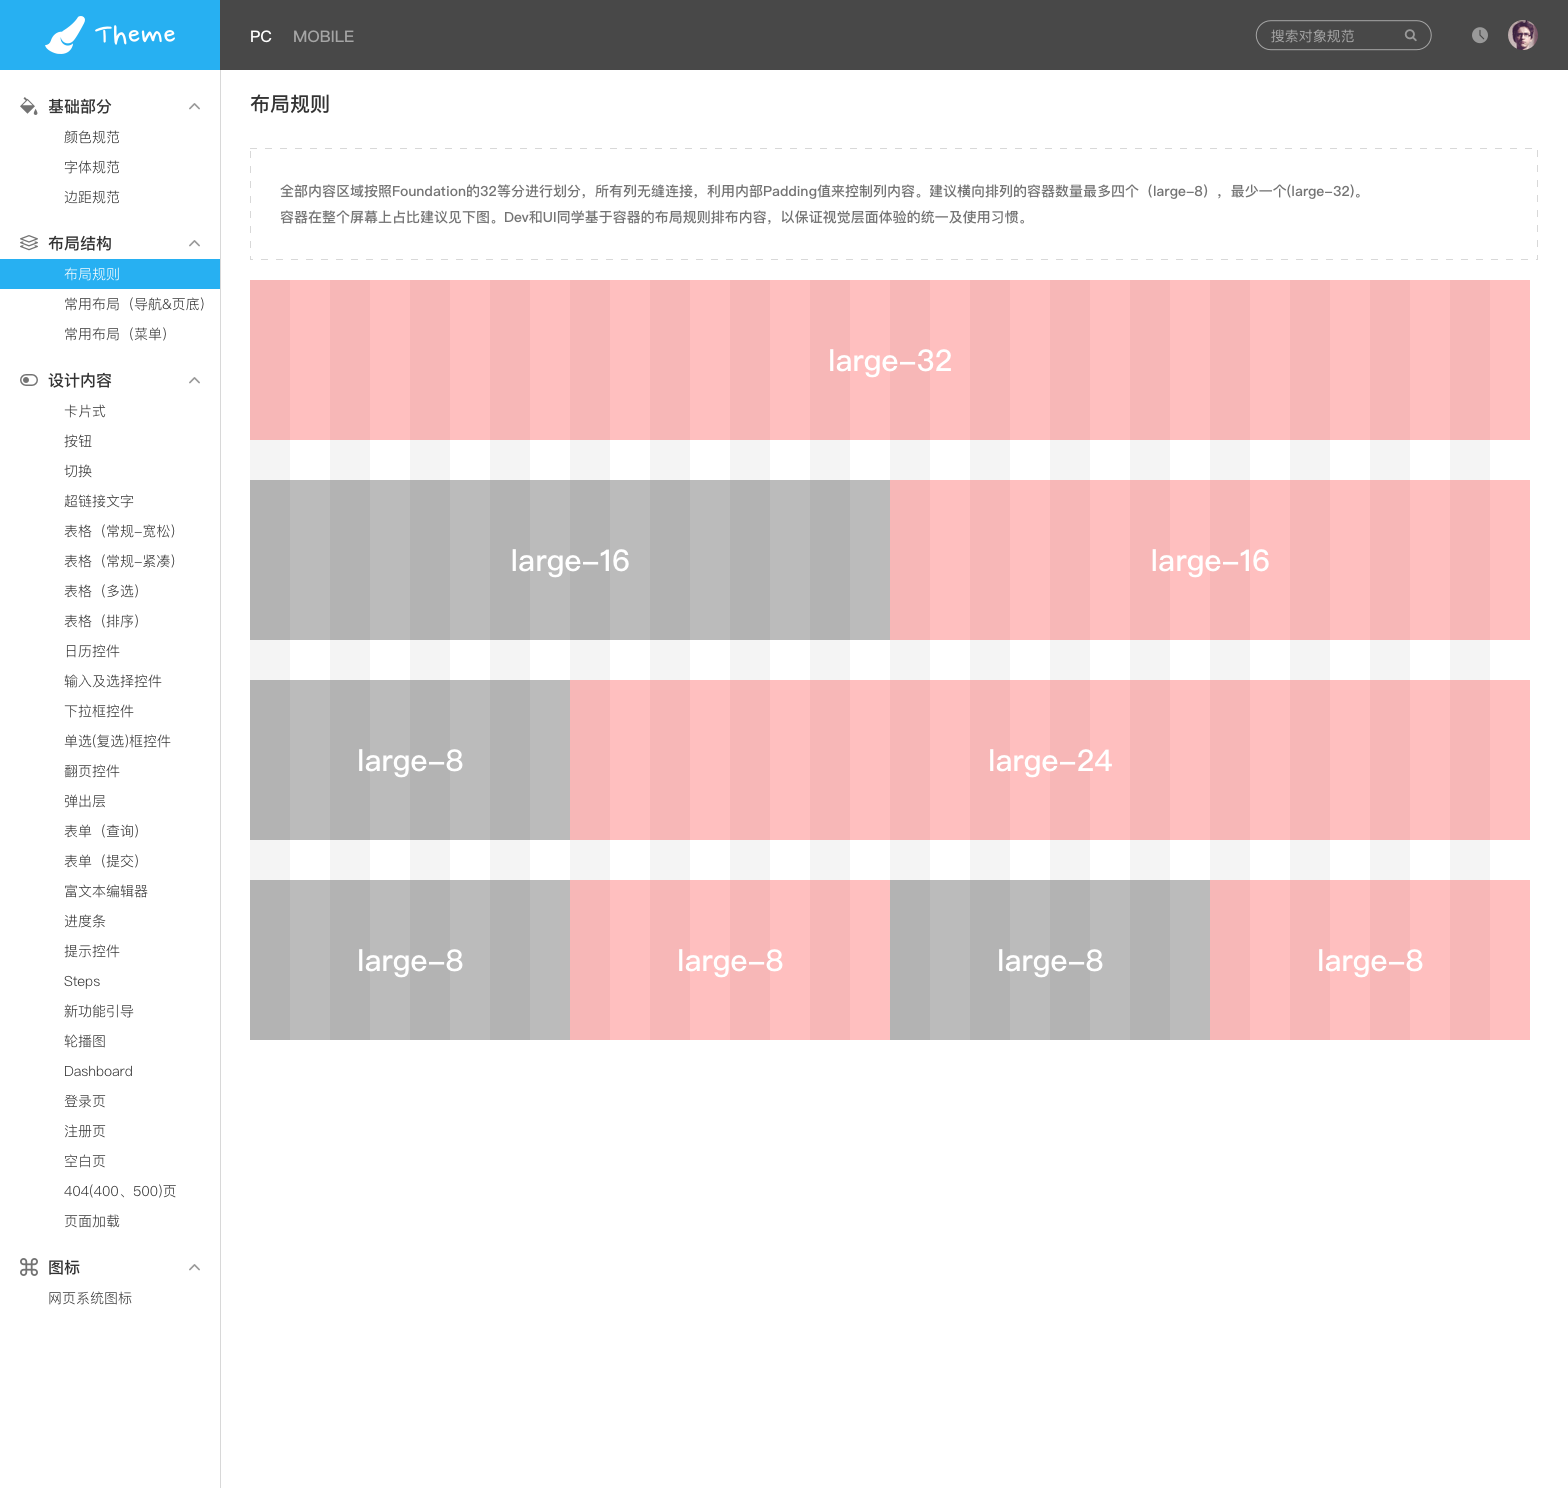 Theme
PC MOBILE
搜索对象规范
基础部分
颜色规范
字体规范
边距规范
布局结构
布局规则
常用布局（导航&页底）
常用布局（菜单）
设计内容
卡片式
按钮
切换
超链接文字
表格（常规-宽松）
表格（常规-紧凑）
表格（多选）
表格（排序）
日历控件
输入及选择控件
下拉框控件
单选(复选)框控件
翻页控件
弹出层
表单（查询）
表单（提交）
富文本编辑器
进度条
提示控件
Steps
新功能引导
轮播图
Dashboard
登录页
注册页
空白页
404(400、500)页
页面加载
图标
网页系统图标
布局规则
全部内容区域按照Foundation的32等分进行划分，所有列无缝连接，利用内部Padding值来控制列内容。建议横向排列的容器数量最多四个（large-8），最少一个(large-32)。
容器在整个屏幕上占比建议见下图。Dev和UI同学基于容器的布局规则排布内容，以保证视觉层面体验的统一及使用习惯。
large-32
large-16 large-16
large-8 large-24
large-8 large-8 large-8 large-8